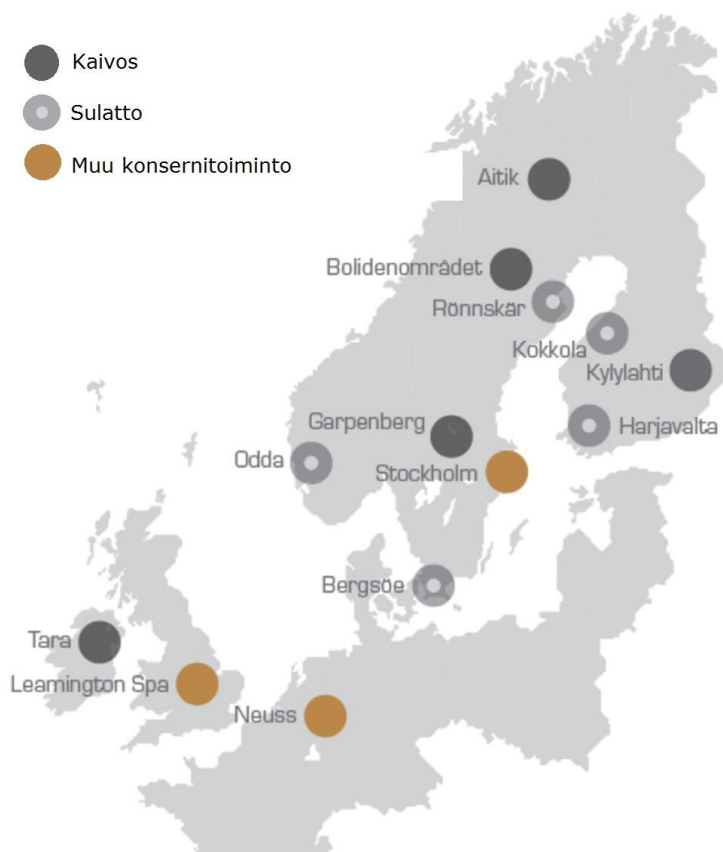 Kaivos
Sulatto
Muu konsernitoiminto
Aitik
Bolidenområdet
Rönnskär
Kokkola
Kylylahti
Garpenberg
Harjavalta
Odda
Stockholm
Bergsöe
Tara
Leamington Spa
Neuss